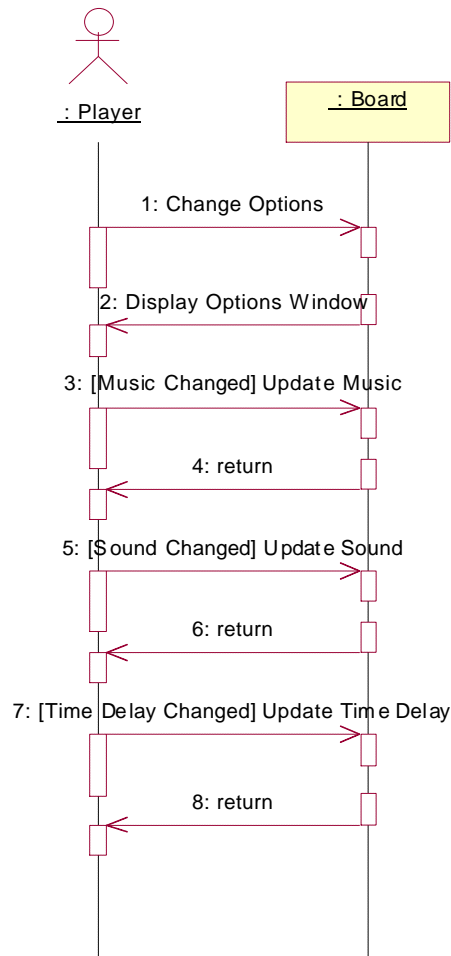 : Player
: Board
1: Change Options
2: Display Options Window
3: [Music Changed] Update Music
4: return
5: [Sound Changed] Update Sound
6: return
7: [Time Delay Changed] Update Time Delay
8: return